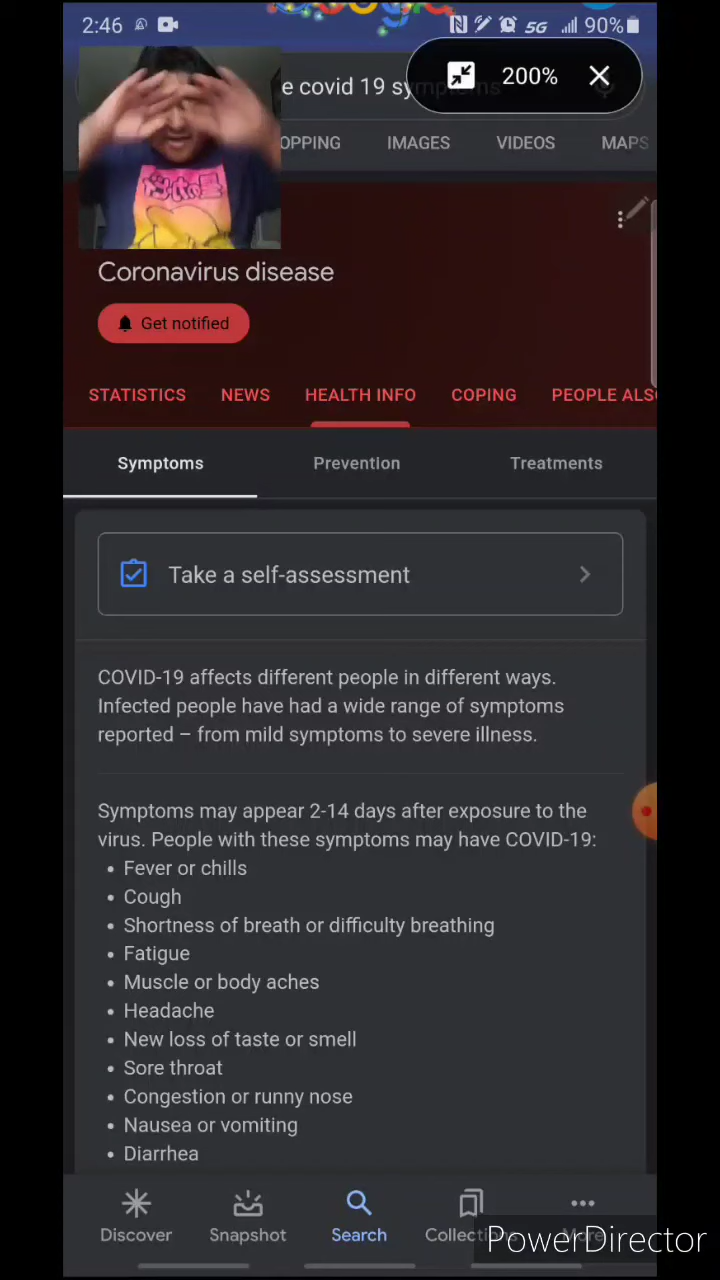 2:46 5G 90%
200%
e covid 19 symptoms
OPPING IMAGES VIDEOS MAPS
Coronavirus disease
Get notified
STATISTICS NEWS HEALTH INFO COPING PEOPLE ALSO
Symptoms Prevention Treatments
Take a self-assessment
COVID-19 affects different people in different ways.
Infected people have had a wide range of symptoms
reported – from mild symptoms to severe illness.
Symptoms may appear 2-14 days after exposure to the
virus. People with these symptoms may have COVID-19:
• Fever or chills
• Cough
• Shortness of breath or difficulty breathing
• Fatigue
• Muscle or body aches
• Headache
• New loss of taste or smell
• Sore throat
• Congestion or runny nose
• Nausea or vomiting
• Diarrhea
Discover Snapshot Search Collections More
PowerDirector